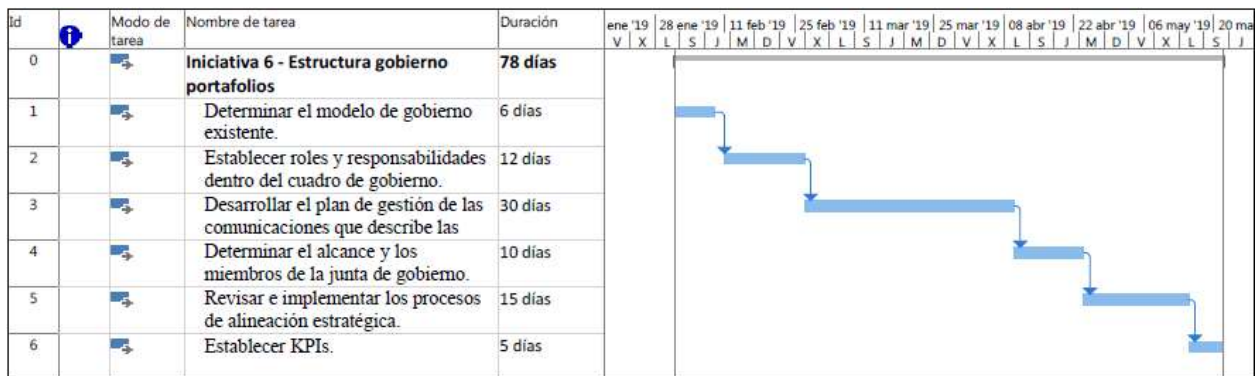 Id Modo de tarea Nombre de tarea Duración
ene '19 28 ene '19 11 feb '19 25 feb '19 11 mar '19 25 mar '19 08 abr '19 22 abr '19 06 may '19 20 ma
V X L S J M D V X L S J M D V X L S J M D V X L S J
0 Iniciativa 6 - Estructura gobierno 78 días
portafolios
1 Determinar el modelo de gobierno 6 días
existente.
2 Establecer roles y responsabilidades 12 días
dentro del cuadro de gobierno.
3 Desarrollar el plan de gestión de las 30 días
comunicaciones que describe las
4 Determinar el alcance y los 10 días
miembros de la junta de gobierno.
5 Revisar e implementar los procesos 15 días
de alineación estratégica.
6 Establecer KPIs. 5 días